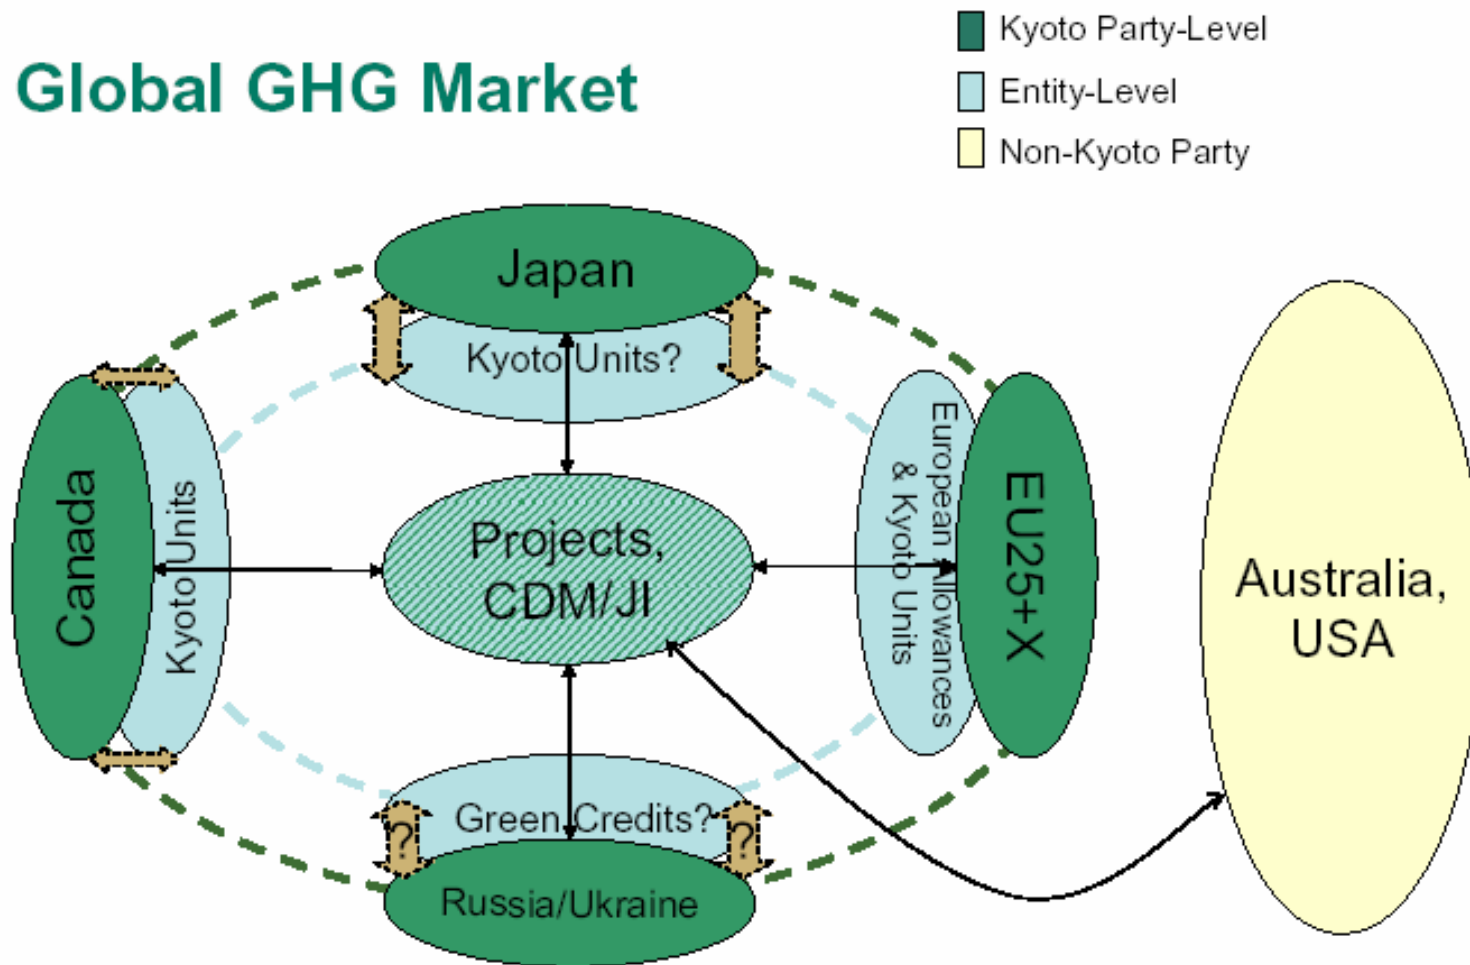 Global GHG Market
Kyoto Party-Level
Entity-Level
Non-Kyoto Party
Japan
Kyoto Units?
Canada
Kyoto Units
Projects,
CDM/JI
European Allowances
& Kyoto Units
EU25+X
Australia,
USA
Green Credits?
?
?
Russia/Ukraine